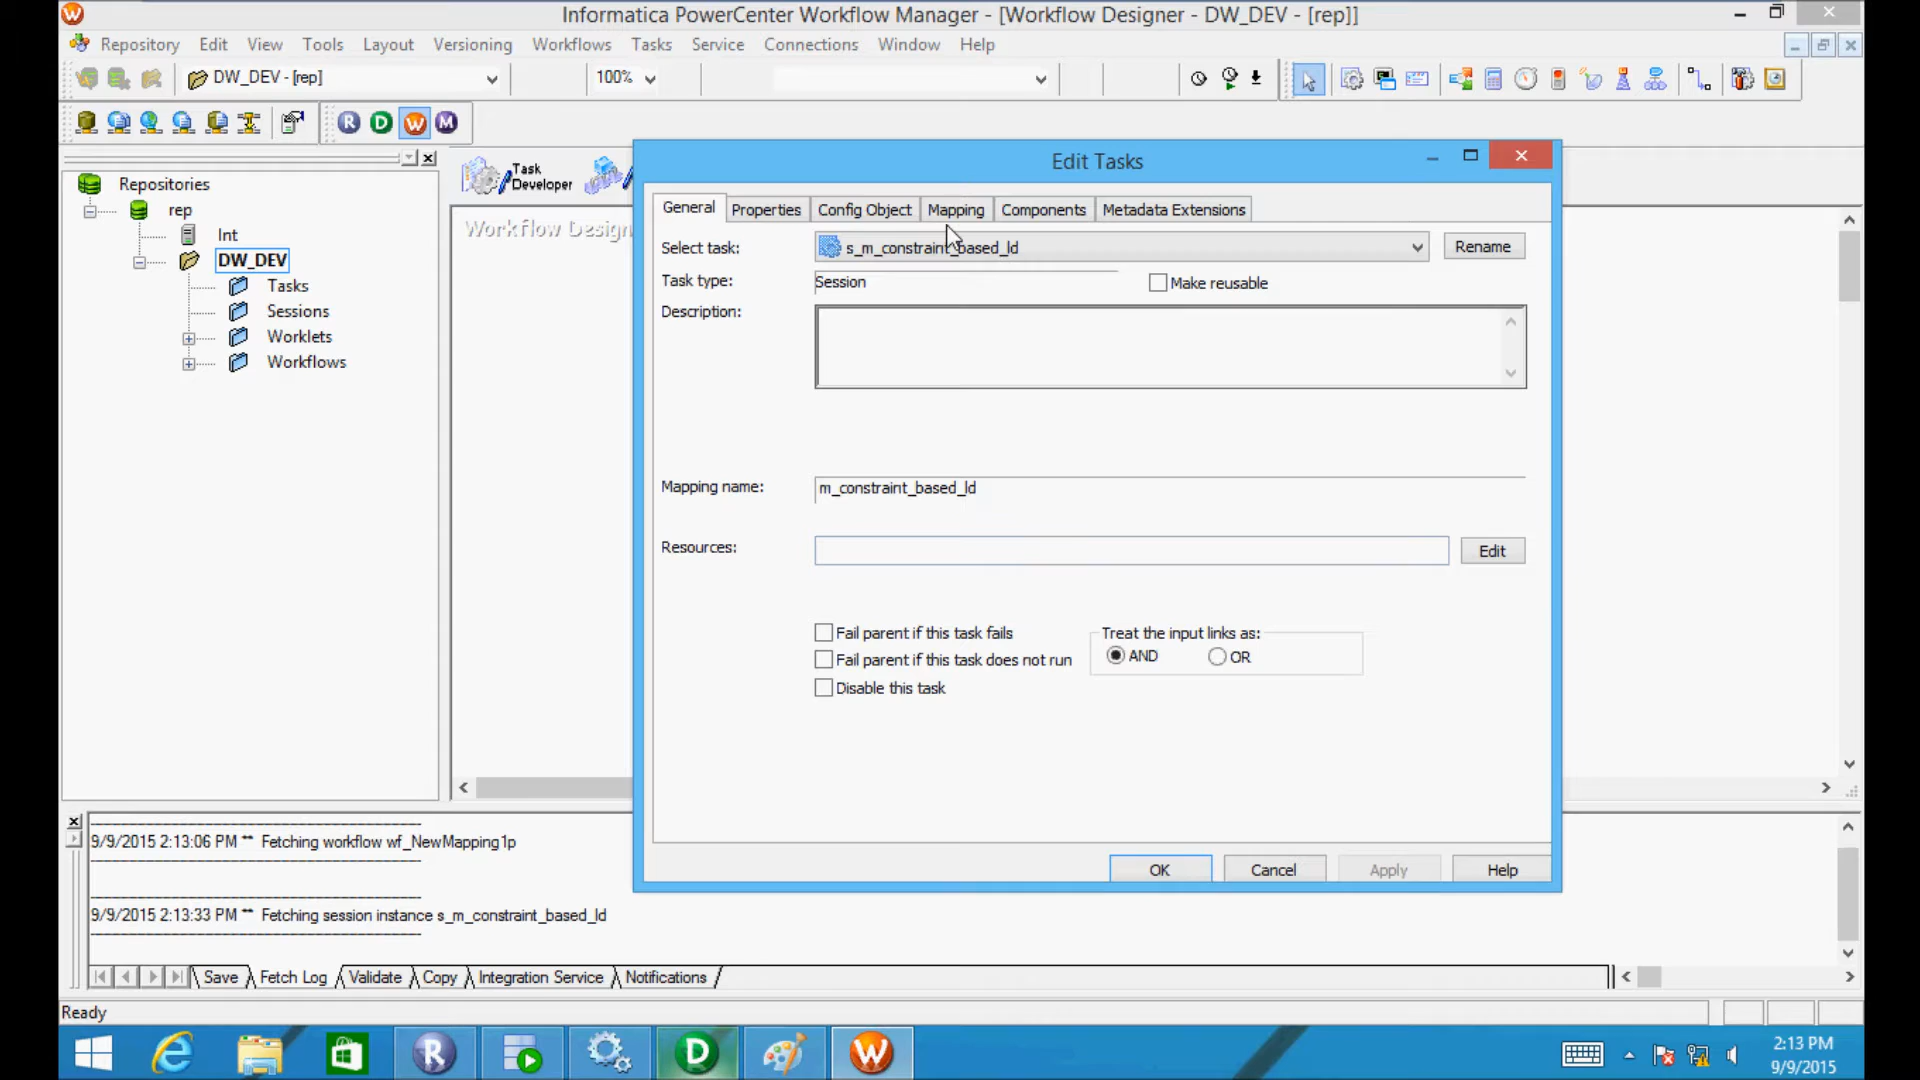 Informatica PowerCenter Workflow Manager - [Workflow Designer - DW_DEV - [rep]]
Repository Edit View Tools Layout Versioning Workflows Tasks Service Connections Window Help
DW_DEV - [rep] 100%
R D W M
Repositories
rep
Int
DW_DEV
Tasks
Sessions
Worklets
Workflows
Task
Developer
Workflow Design
Edit Tasks
General Properties Config Object Mapping Components Metadata Extensions
Select task: s_m_constraint_based_ld Rename
Task type: Session Make reusable
Description:
Mapping name: m_constraint_based_ld
Resources: Edit
Fail parent if this task fails Treat the input links as:
Fail parent if this task does not run AND OR
Disable this task
OK Cancel Apply Help
9/9/2015 2:13:06 PM ** Fetching workflow wf_NewMapping1p
9/9/2015 2:13:33 PM ** Fetching session instance s_m_constraint_based_ld
Save Fetch Log Validate Copy Integration Service Notifications
Ready
R D W
2:13 PM
9/9/2015